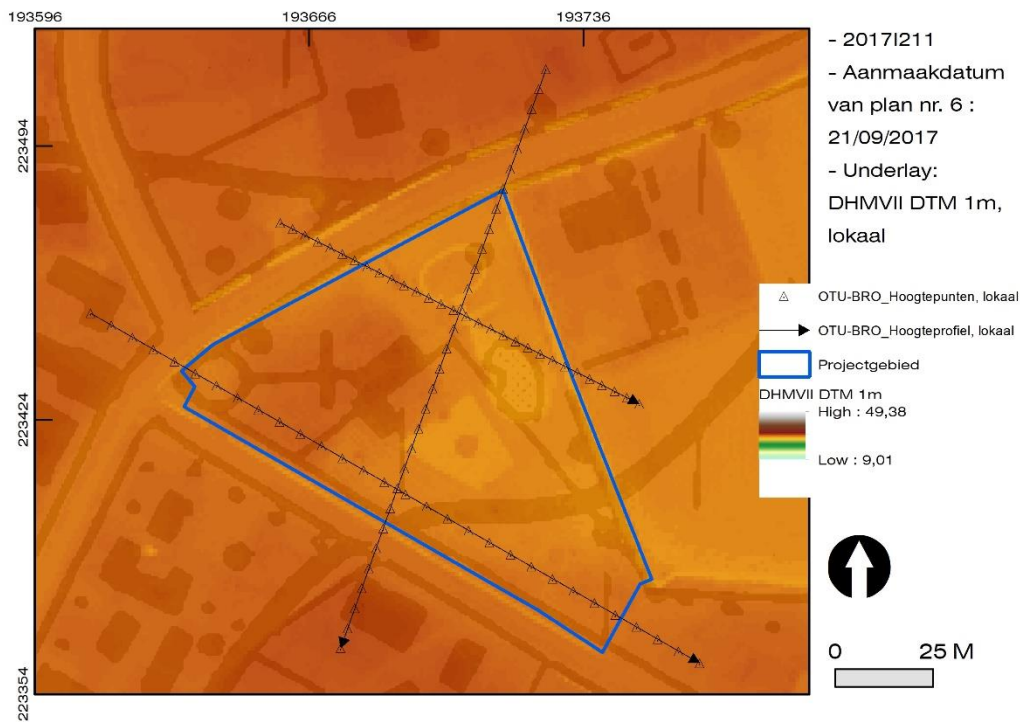 193596
193666
193736
223494
223424
223354
- 2017I211
- Aanmaakdatum
van plan nr. 6 :
21/09/2017
- Underlay:
DHMVII DTM 1m,
lokaal
OTU-BRO_Hoogtepunten, lokaal
OTU-BRO_Hoogteprofiel, lokaal
Projectgebied
DHMVII DTM 1m
High : 49,38
Low : 9,01
0 25 M